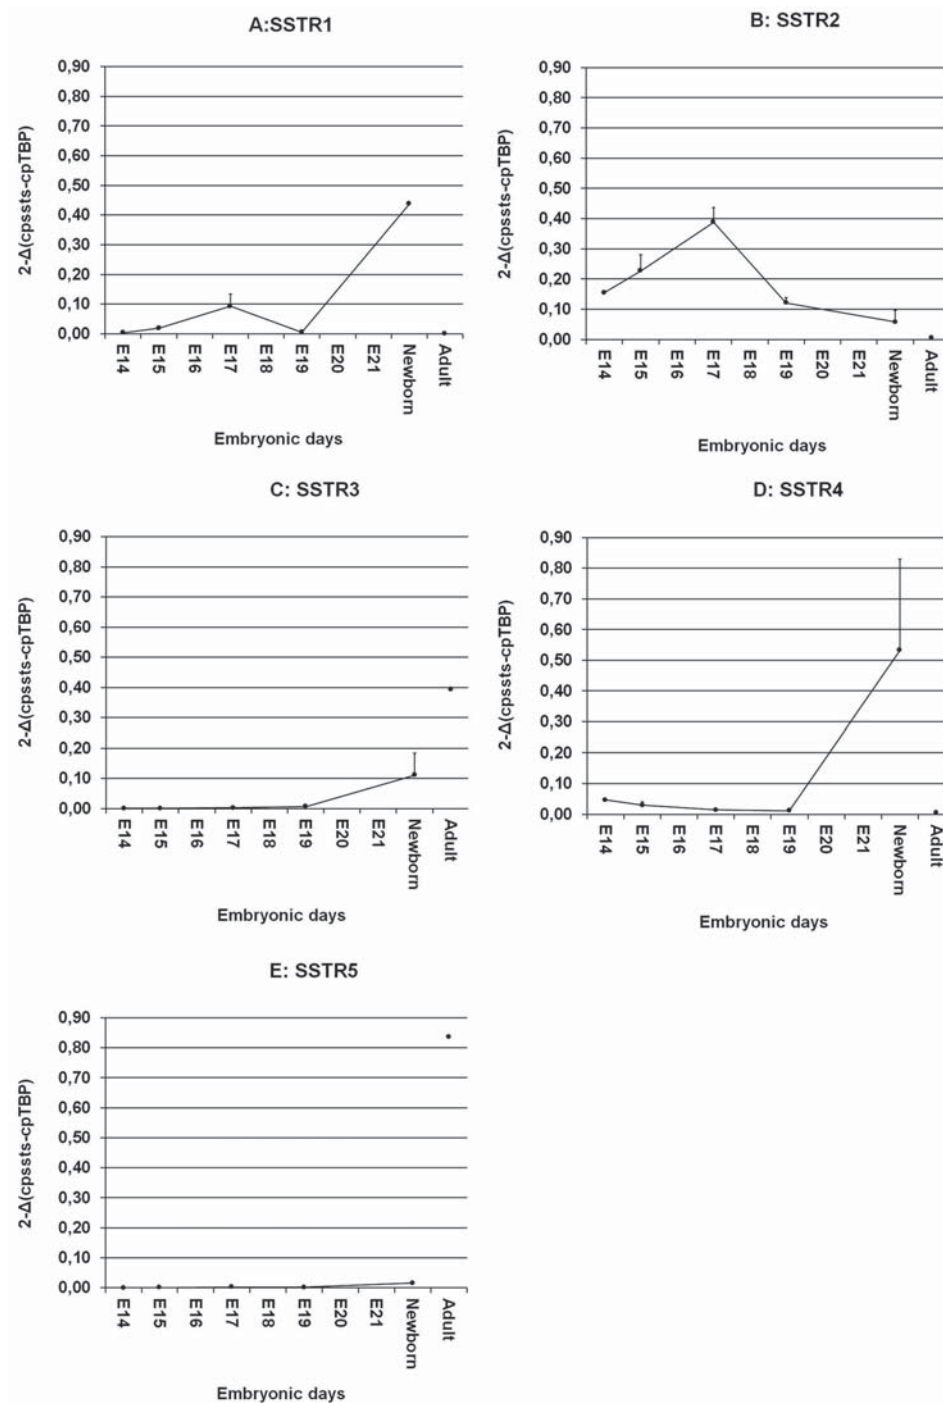 A:SSTR1
2-Δ(cpssts-cpTBP)
0,90
0,80
0,70
0,60
0,50
0,40
0,30
0,20
0,10
0,00
E14
E15
E16
E17
E18
E19
E20
E21
Newborn
Adult
Embryonic days
B: SSTR2
2-Δ(cpssts-cpTBP)
0,90
0,80
0,70
0,60
0,50
0,40
0,30
0,20
0,10
0,00
E14
E15
E16
E17
E18
E19
E20
E21
Newborn
Adult
Embryonic days
C: SSTR3
2-Δ(cpssts-cpTBP)
0,90
0,80
0,70
0,60
0,50
0,40
0,30
0,20
0,10
0,00
E14
E15
E16
E17
E18
E19
E20
E21
Newborn
Adult
Embryonic days
D: SSTR4
2-Δ(cpssts-cpTBP)
0,90
0,80
0,70
0,60
0,50
0,40
0,30
0,20
0,10
0,00
E14
E15
E16
E17
E18
E19
E20
E21
Newborn
Adult
Embryonic days
E: SSTR5
2-Δ(cpssts-cpTBP)
0,90
0,80
0,70
0,60
0,50
0,40
0,30
0,20
0,10
0,00
E14
E15
E16
E17
E18
E19
E20
E21
Newborn
Adult
Embryonic days